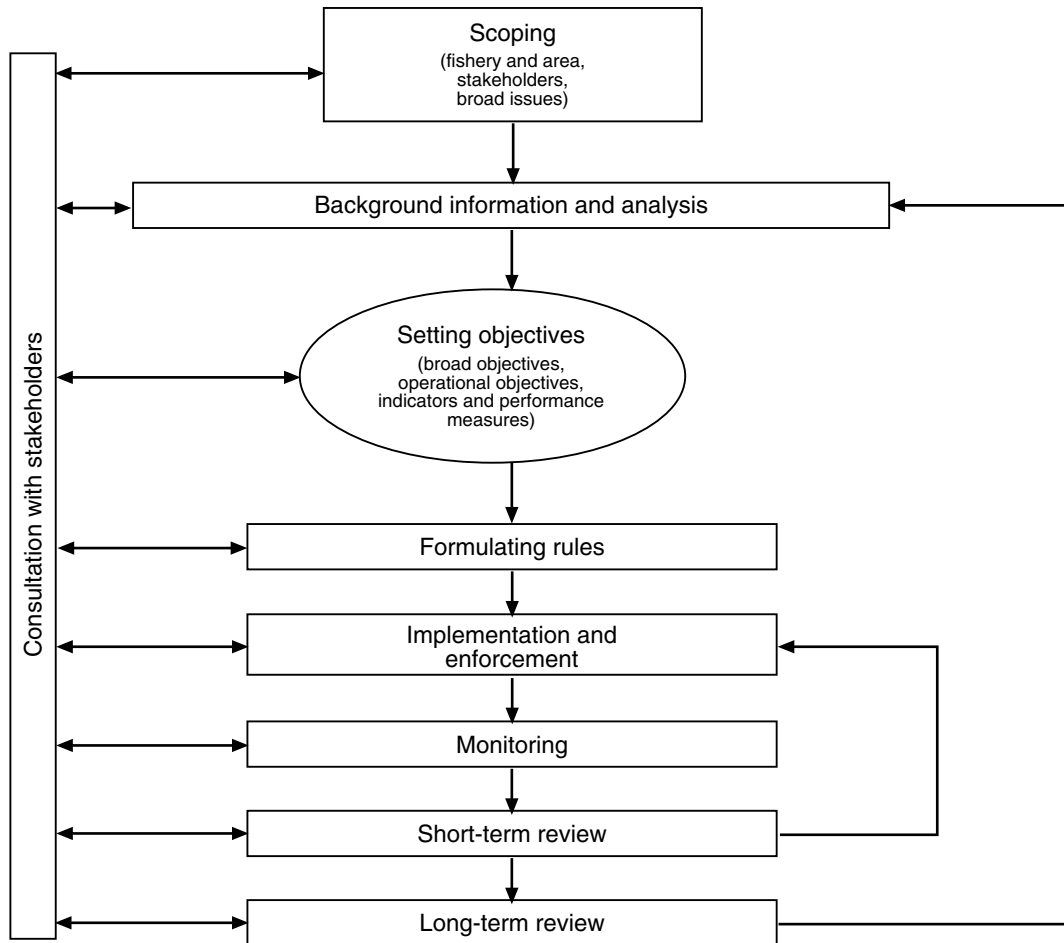 Scoping
(fishery and area,
stakeholders,
broad issues)
Background information and analysis
Setting objectives
(broad objectives,
operational objectives,
indicators and performance
measures)
Consultation with stakeholders
Formulating rules
Implementation and
enforcement
Monitoring
Short-term review
Long-term review